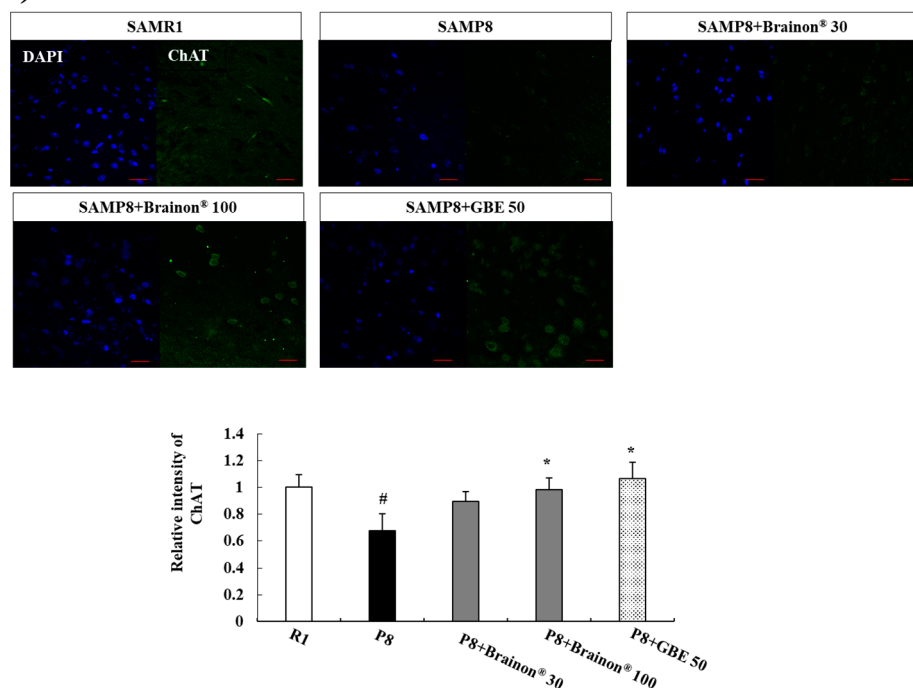 )
SAMR1
SAMP8
SAMP8+Brainon® 30
DAPI
ChAT
SAMP8+Brainon® 100
SAMP8+GBE 50
Relative intensity of
ChAT
1.4
1.2
1
0.8
0.6
0.4
0.2
0
#
*
*
R1
P8
P8+Brainon® 30
P8+Brainon® 100
P8+GBE 50